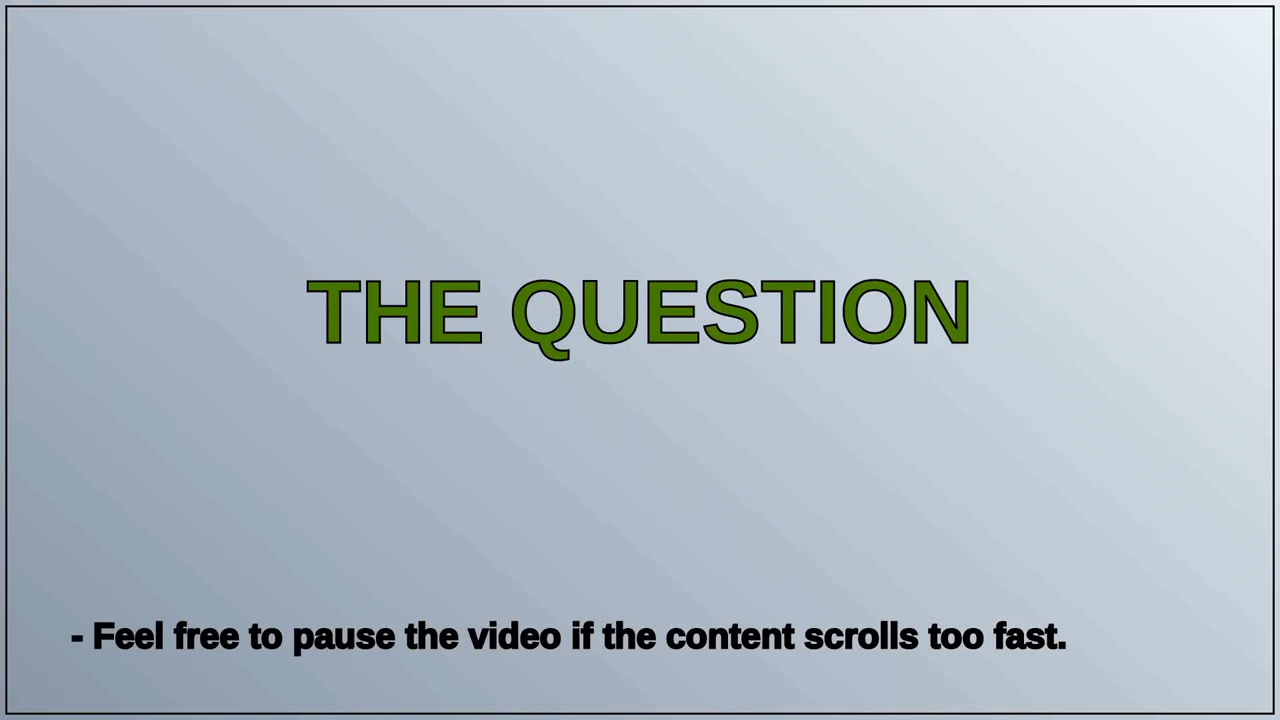 THE QUESTION
- Feel free to pause the video if the content scrolls too fast.